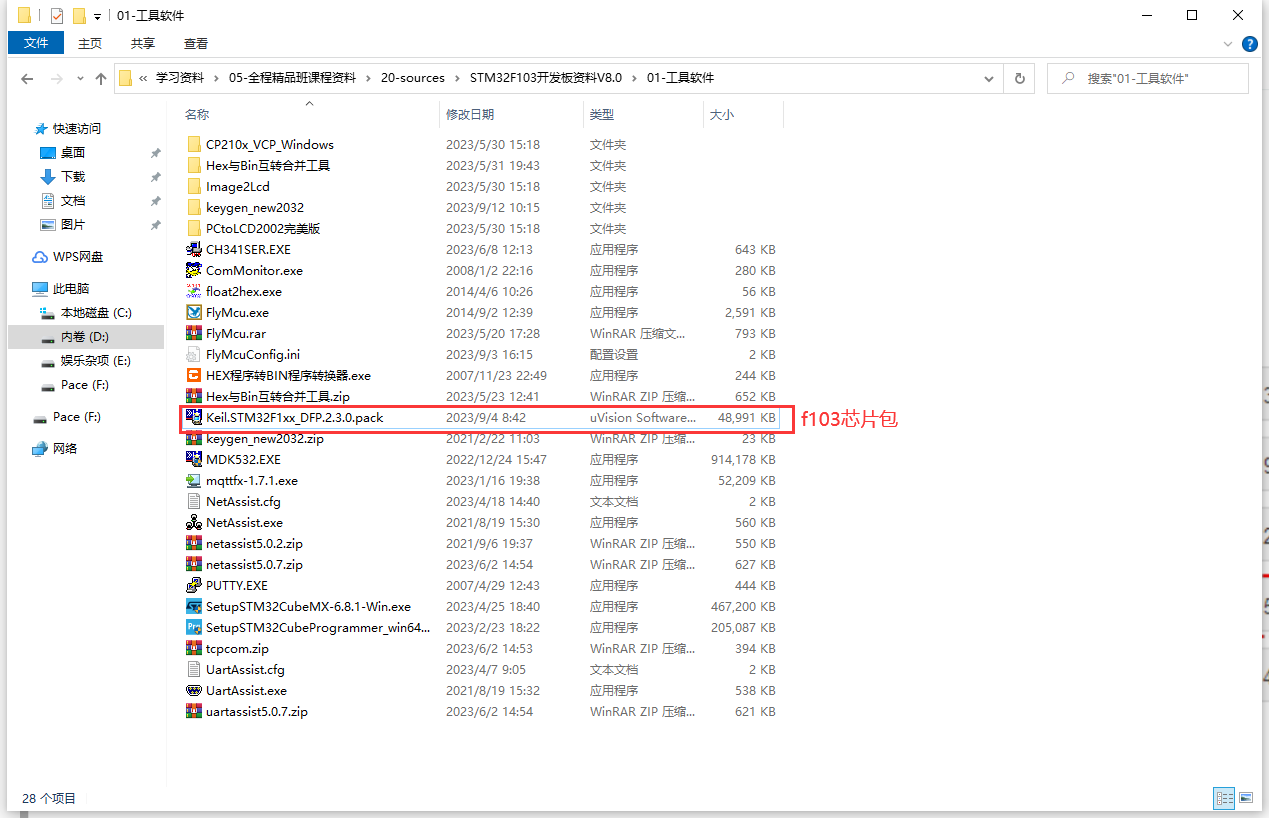 01-工具软件
文件 主页 共享 查看
« 学习资料 › 05-全程精品班课程资料 › 20-sources › STM32F103开发板资料V8.0 › 01-工具软件
搜索"01-工具软件"
快速访问
桌面
下载
文档
图片
WPS网盘
此电脑
本地磁盘 (C:)
内卷 (D:)
娱乐杂项 (E:)
Pace (F:)
Pace (F:)
网络
名称 修改日期 类型 大小
CP210x_VCP_Windows 2023/5/30 15:18 文件夹
Hex与Bin互转合并工具 2023/5/31 19:43 文件夹
Image2Lcd 2023/5/30 15:18 文件夹
keygen_new2032 2023/9/12 10:15 文件夹
PCtoLCD2002完美版 2023/5/30 15:18 文件夹
CH341SER.EXE 2023/6/8 12:13 应用程序 643 KB
ComMonitor.exe 2008/1/2 22:16 应用程序 280 KB
float2hex.exe 2014/4/6 10:26 应用程序 56 KB
FlyMcu.exe 2014/9/2 12:39 应用程序 2,591 KB
FlyMcu.rar 2023/5/20 17:28 WinRAR 压缩文... 793 KB
FlyMcuConfig.ini 2023/9/3 16:15 配置设置 2 KB
HEX程序转BIN程序转换器.exe 2007/11/23 22:49 应用程序 244 KB
Hex与Bin互转合并工具.zip 2023/5/23 12:41 WinRAR ZIP 压缩... 652 KB
Keil.STM32F1xx_DFP.2.3.0.pack 2023/9/4 8:42 uVision Software... 48,991 KB f103芯片包
keygen_new2032.zip 2021/2/22 11:03 WinRAR ZIP 压缩... 23 KB
MDK532.EXE 2022/12/24 15:47 应用程序 914,178 KB
mqttfx-1.7.1.exe 2023/1/16 19:38 应用程序 52,209 KB
NetAssist.cfg 2023/4/18 14:40 文本文档 2 KB
NetAssist.exe 2021/8/19 15:30 应用程序 560 KB
netassist5.0.2.zip 2021/9/6 19:37 WinRAR ZIP 压缩... 550 KB
netassist5.0.7.zip 2023/6/2 14:54 WinRAR ZIP 压缩... 627 KB
PUTTY.EXE 2007/4/29 12:43 应用程序 444 KB
SetupSTM32CubeMX-6.8.1-Win.exe 2023/4/25 18:40 应用程序 467,200 KB
SetupSTM32CubeProgrammer_win64... 2023/2/23 18:22 应用程序 205,087 KB
tcpcom.zip 2023/6/2 14:53 WinRAR ZIP 压缩... 394 KB
UartAssist.cfg 2023/4/7 9:05 文本文档 2 KB
UartAssist.exe 2021/8/19 15:32 应用程序 538 KB
uartassist5.0.7.zip 2023/6/2 14:54 WinRAR ZIP 压缩... 621 KB
28 个项目